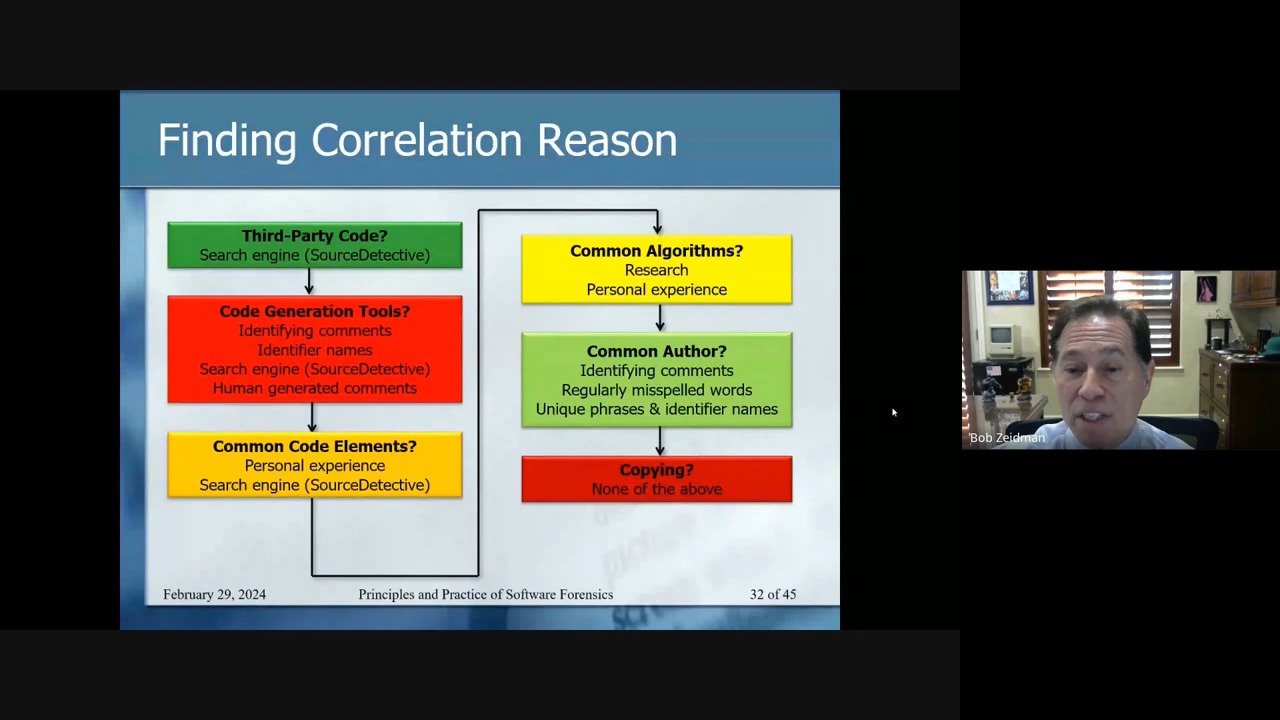 Finding Correlation Reason
Third-Party Code?
Search engine (SourceDetective)
Code Generation Tools?
Identifying comments
Identifier names
Search engine (SourceDetective)
Human generated comments
Common Code Elements?
Personal experience
Search engine (SourceDetective)
Common Algorithms?
Research
Personal experience
Common Author?
Identifying comments
Regularly misspelled words
Unique phrases & identifier names
Copying?
None of the above
February 29, 2024
Principles and Practice of Software Forensics
32 of 45
Bob Zeidman